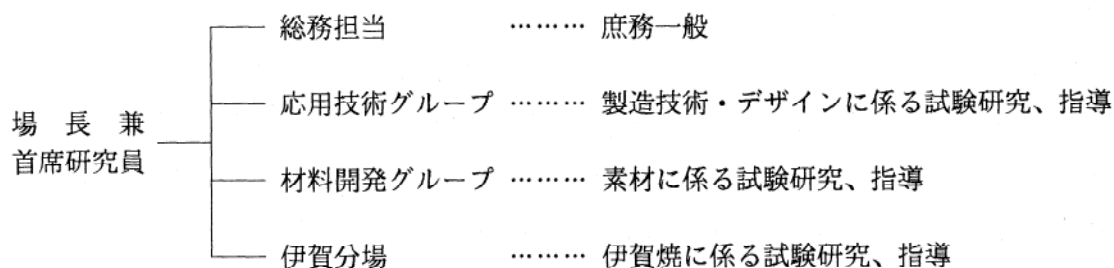 総務担当 ……… 庶務一般
応用技術グループ ……… 製造技術・デザインに係る試験研究、指導
場長兼
首席研究員
材料開発グループ ……… 素材に係る試験研究、指導
伊賀分場 ……… 伊賀焼に係る試験研究、指導